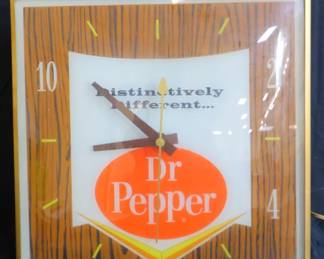 10
2
Distinctively
Different...
Dr
Pepper
4